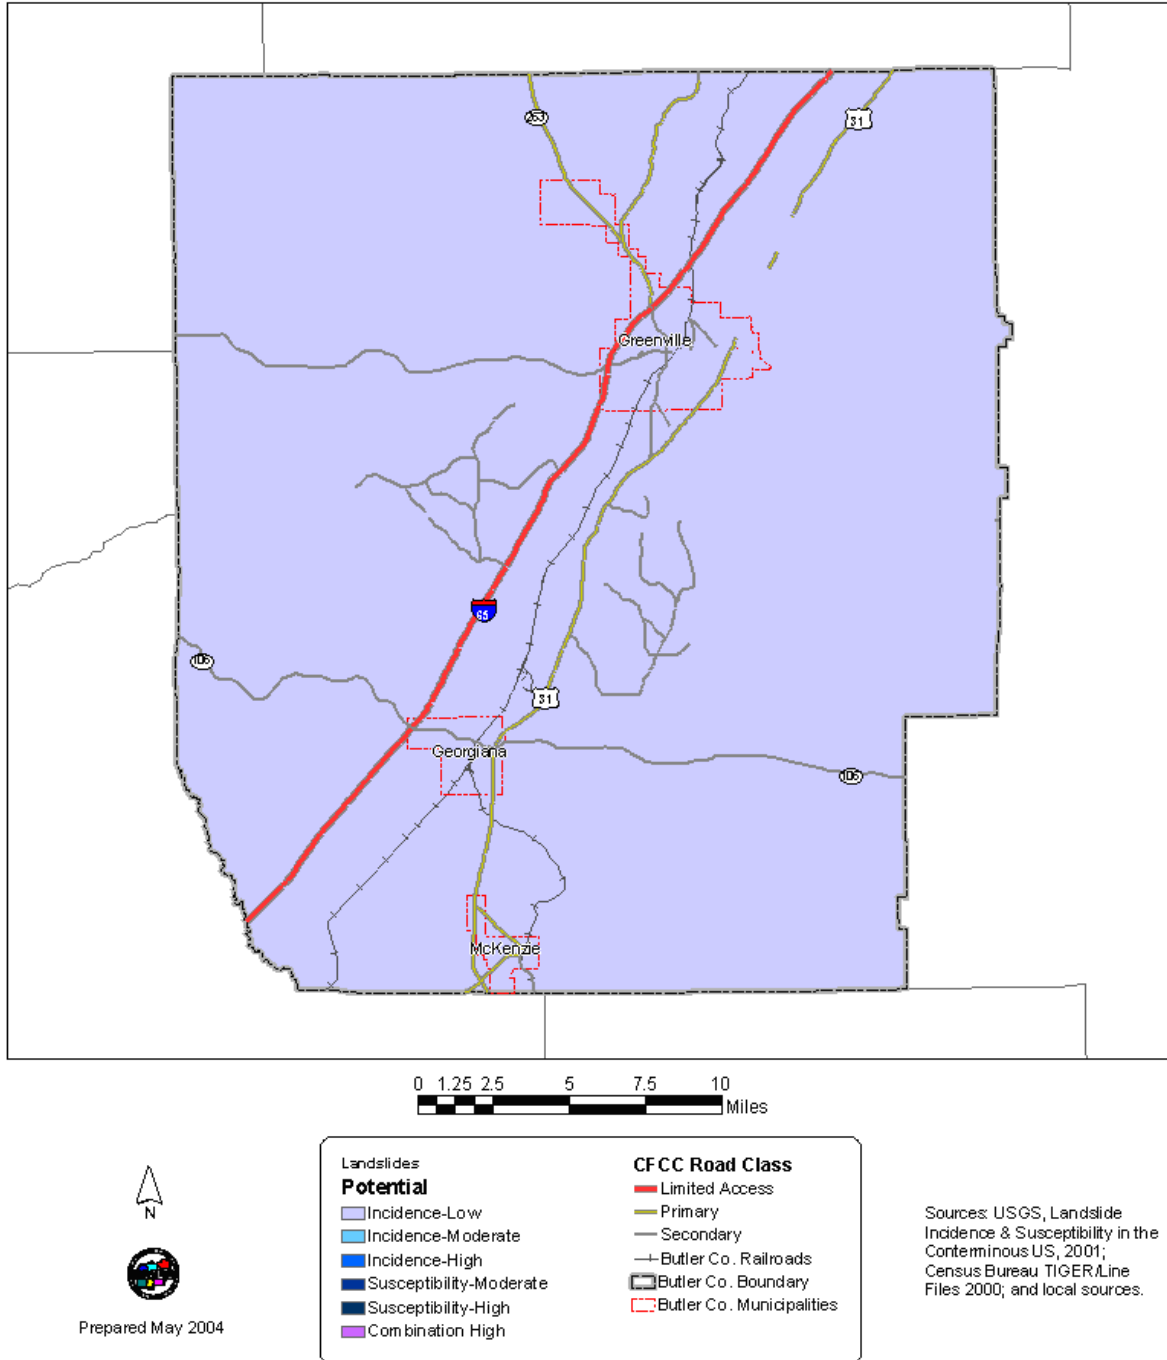 263
31
Greenville
65
106
31
Georgiana
106
McKenzie
0 1.25 2.5 5 7.5 10
Miles
N
Prepared May 2004
Landslides
Potential
Incidence-Low
Incidence-Moderate
Incidence-High
Susceptibility-Moderate
Susceptibility-High
Combination High
CFCC Road Class
Limited Access
Primary
Secondary
Butler Co. Railroads
Butler Co. Boundary
Butler Co. Municipalities
Sources: USGS, Landslide
Incidence & Susceptibility in the
Conterminous US, 2001;
Census Bureau TIGER/Line
Files 2000; and local sources.